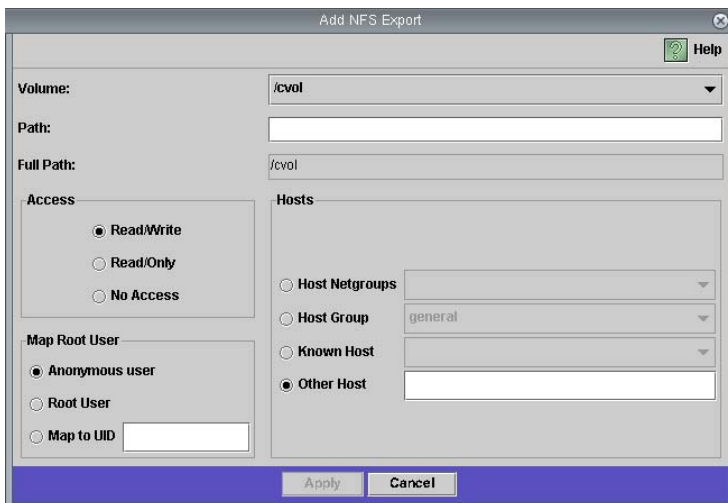 Add NFS Export
Help
Volume:
/cvol
Path:
Full Path:
/cvol
Access
Read/Write
Read/Only
No Access
Map Root User
Anonymous user
Root User
Map to UID
Hosts
Host Netgroups
Host Group
general
Known Host
Other Host
Apply
Cancel